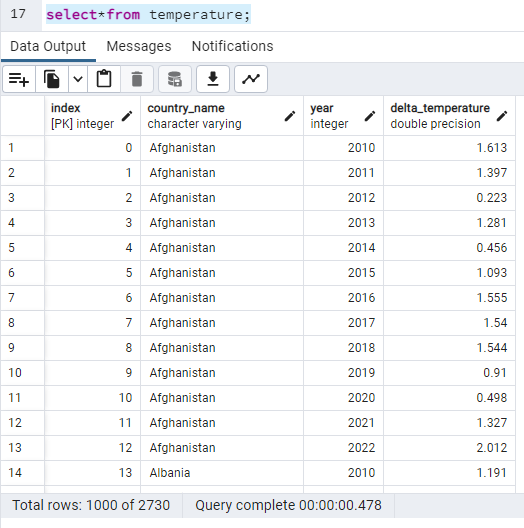 17 select*from temperature;
Data Output Messages Notifications
index country_name year delta_temperature
[PK] integer character varying integer double precision
1 0 Afghanistan 2010 1.613
2 1 Afghanistan 2011 1.397
3 2 Afghanistan 2012 0.223
4 3 Afghanistan 2013 1.281
5 4 Afghanistan 2014 0.456
6 5 Afghanistan 2015 1.093
7 6 Afghanistan 2016 1.555
8 7 Afghanistan 2017 1.54
9 8 Afghanistan 2018 1.544
10 9 Afghanistan 2019 0.91
11 10 Afghanistan 2020 0.498
12 11 Afghanistan 2021 1.327
13 12 Afghanistan 2022 2.012
14 13 Albania 2010 1.191
Total rows: 1000 of 2730 Query complete 00:00:00.478